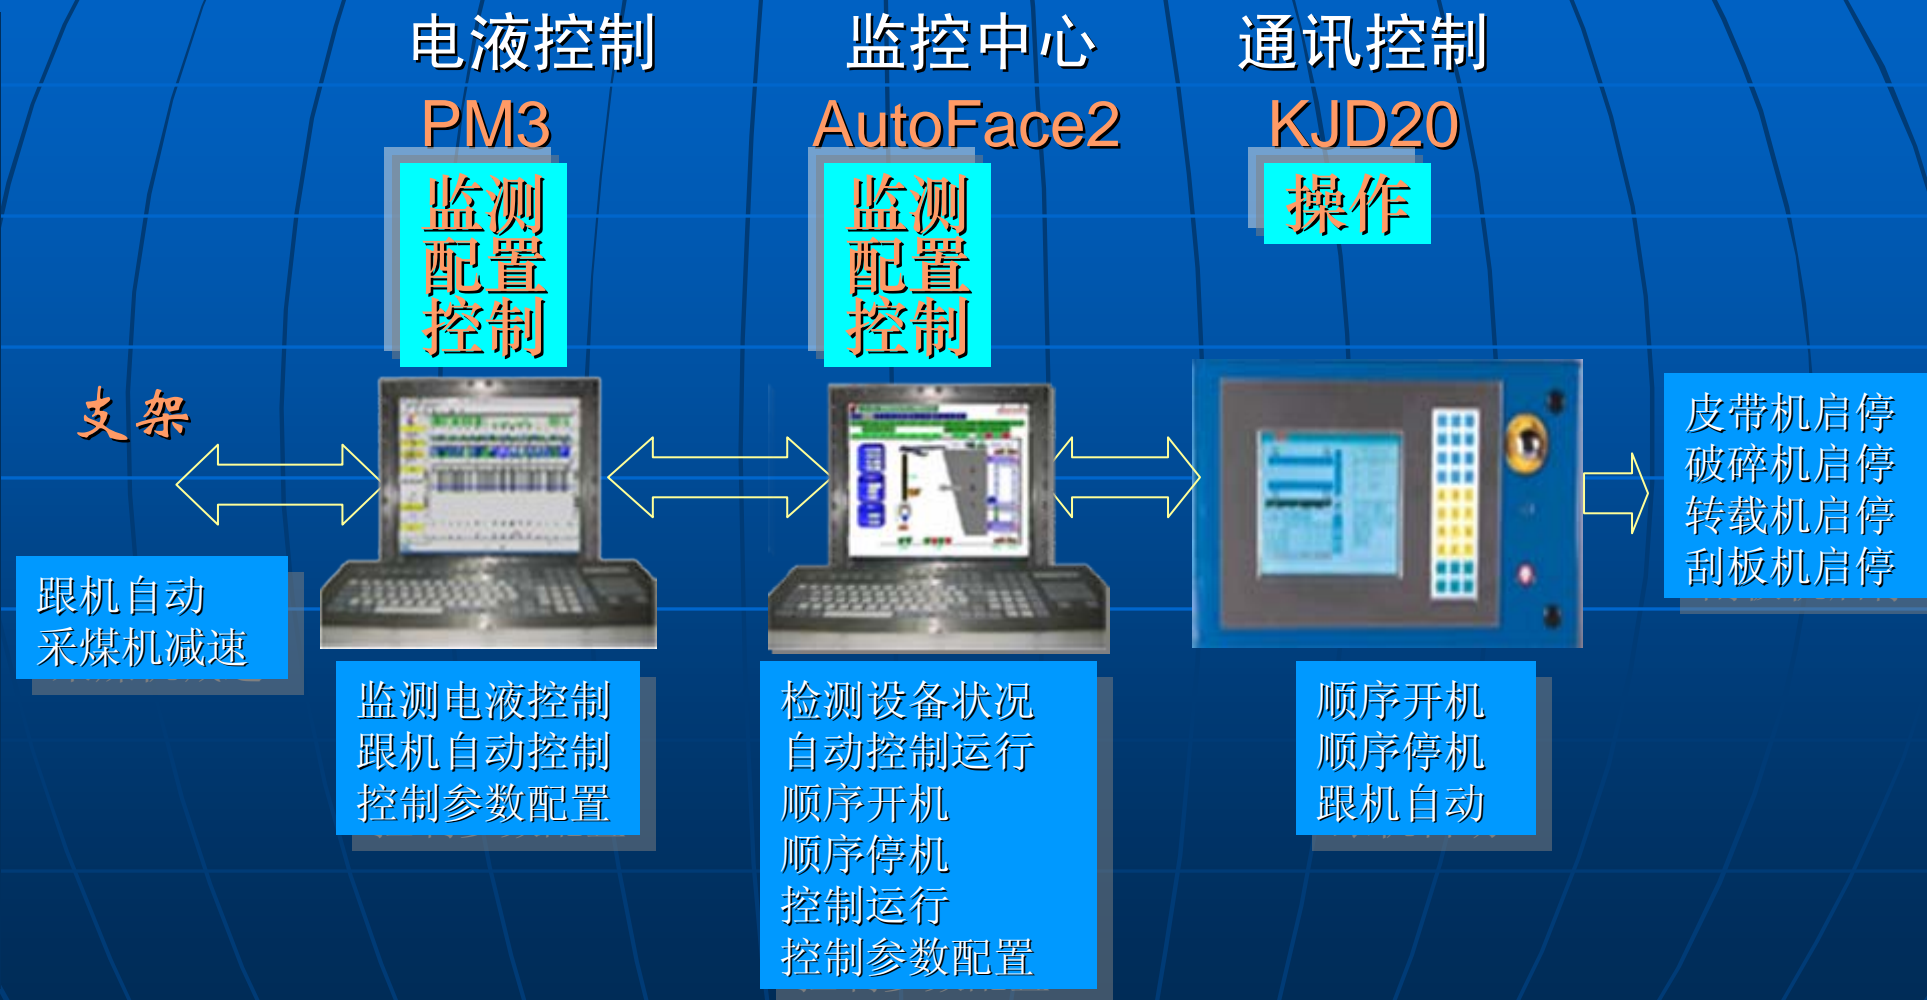 电液控制
PM3
监测
配置
控制
监控中心
AutoFace2
监测
配置
控制
通讯控制
KJD20
操作
支架
跟机自动
采煤机减速
监测电液控制
跟机自动控制
控制参数配置
检测设备状况
自动控制运行
顺序开机
顺序停机
控制运行
控制参数配置
顺序开机
顺序停机
跟机自动
皮带机启停
破碎机启停
转载机启停
刮板机启停